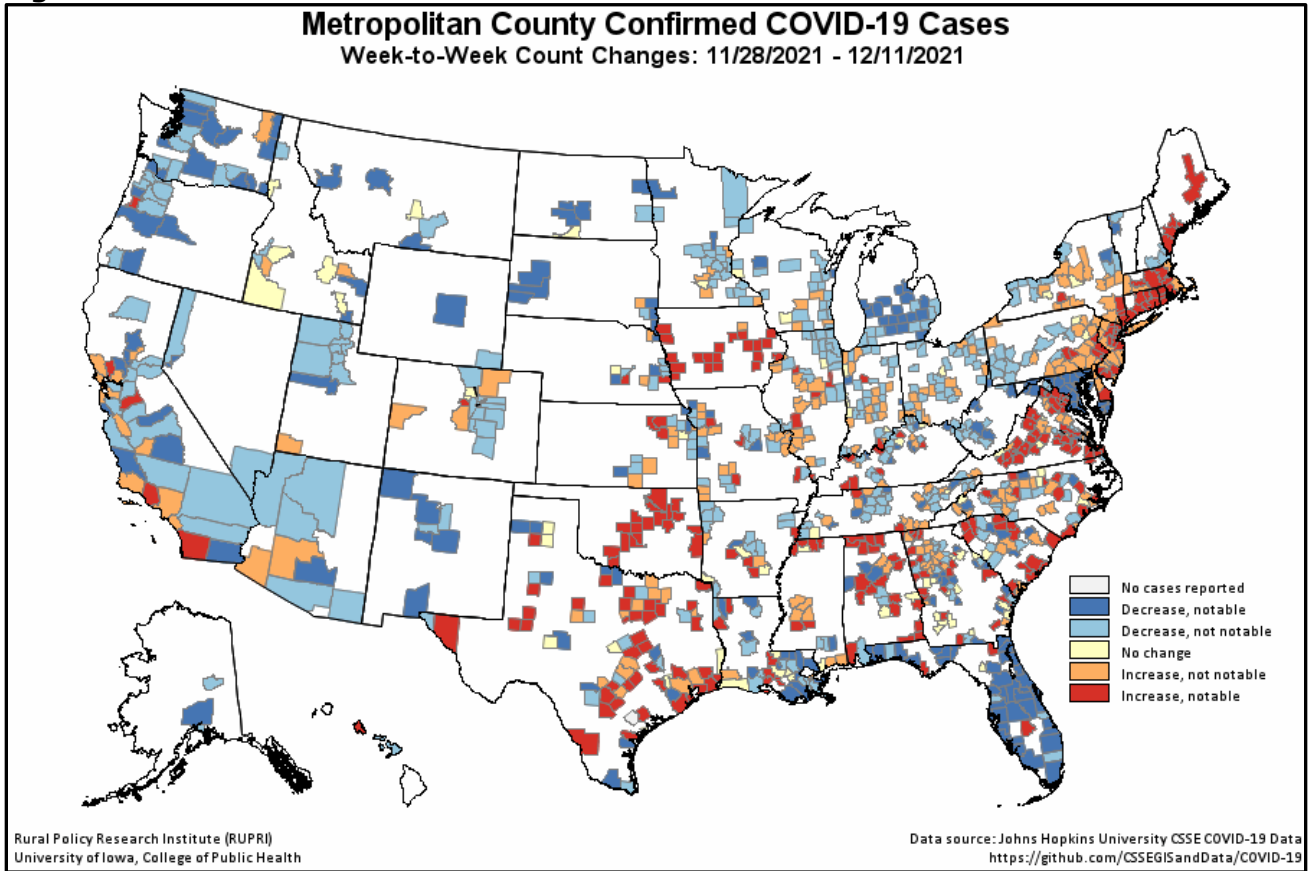 Metropolitan County Confirmed COVID-19 Cases
Week-to-Week Count Changes: 11/28/2021 - 12/11/2021
No cases reported
Decrease, notable
Decrease, not notable
No change
Increase, not notable
Increase, notable
Rural Policy Research Institute (RUPRI)
University of Iowa, College of Public Health
Data source: Johns Hopkins University CSSE COVID-19 Data
https://github.com/CSSEGISandData/COVID-19